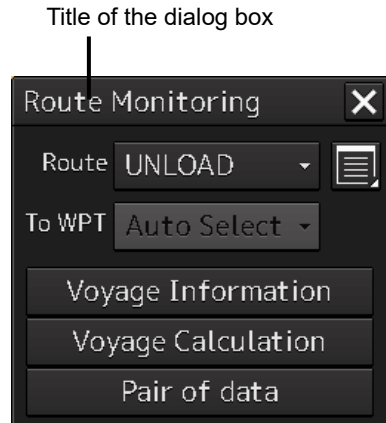 Title of the dialog box
Route Monitoring
Route UNLOAD
To WPT Auto Select
Voyage Information
Voyage Calculation
Pair of data